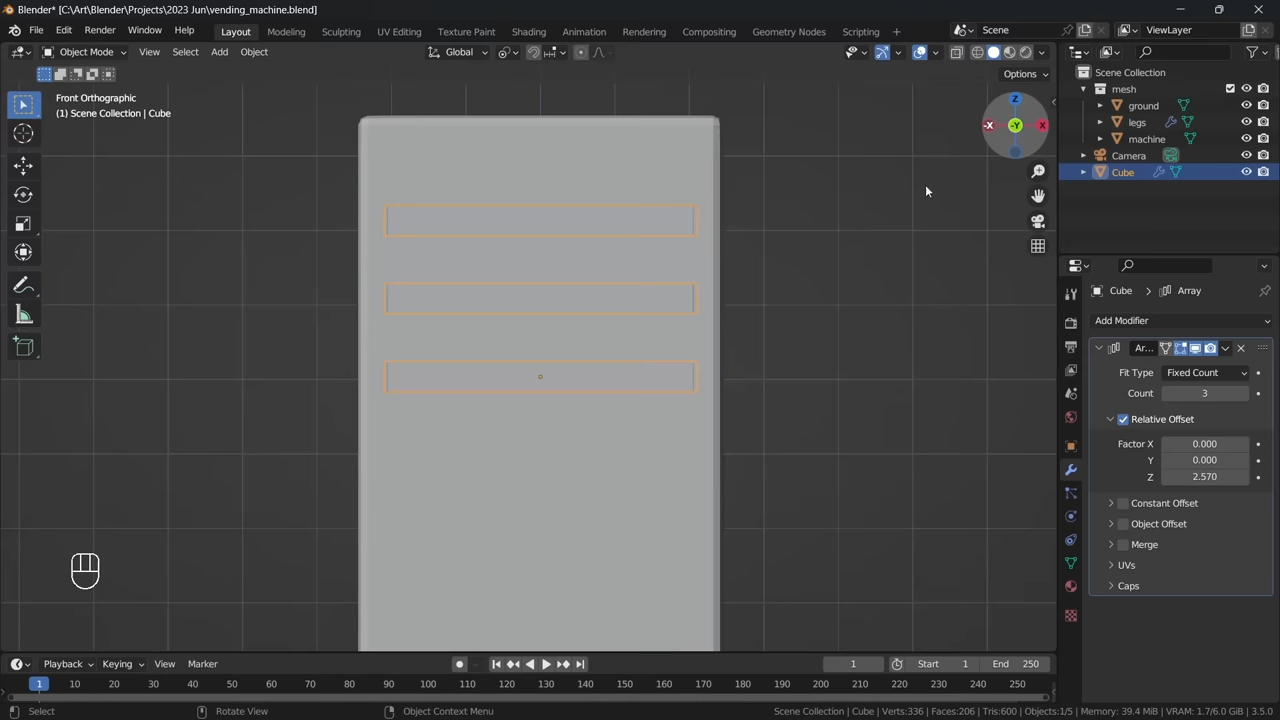 Blender* [C:\Art\Blender\Projects\2023 Jun\vending_machine.blend]
File Edit Render Window Help Layout Modeling Sculpting UV Editing Texture Paint Shading Animation Rendering Compositing Geometry Nodes Scripting + Scene ViewLayer
Object Mode View Select Add Object Global
Options
Front Orthographic
(1) Scene Collection | Cube
Z
-X -Y X
Scene Collection
mesh
ground
legs
machine
Camera
Cube
Cube > Array
Add Modifier
Ar...
Fit Type Fixed Count
Count 3
Relative Offset
Factor X 0.000
Y 0.000
Z 2.570
Constant Offset
Object Offset
Merge
UVs
Caps
Playback Keying View Marker 1 Start 1 End 250
1 10 20 30 40 50 60 70 80 90 100 110 120 130 140 150 160 170 180 190 200 210 220 230 240 250
Select Rotate View Object Context Menu Scene Collection | Cube | Verts:336 | Faces:206 | Tris:600 | Objects:1/5 | Memory: 39.4 MiB | VRAM: 1.7/6.0 GiB | 3.5.0